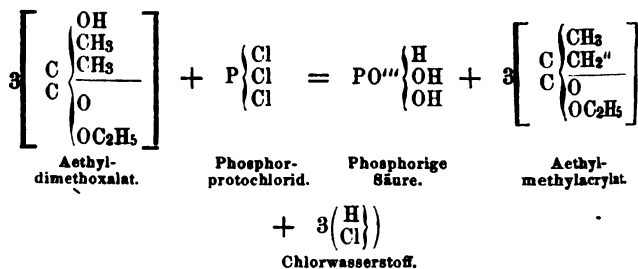 OH
CH3
CH3
3 C C O OC2H5 + P Cl Cl Cl = PO''' H OH OH + 3 C C CH3 CH2'' O OC2H5
Aethyl-dimethoxalat. Phosphor-protochlorid. Phosphorige Säure. Aethyl-methylacrylat.
+ 3 ( H Cl } )
Chlorwasserstoff.